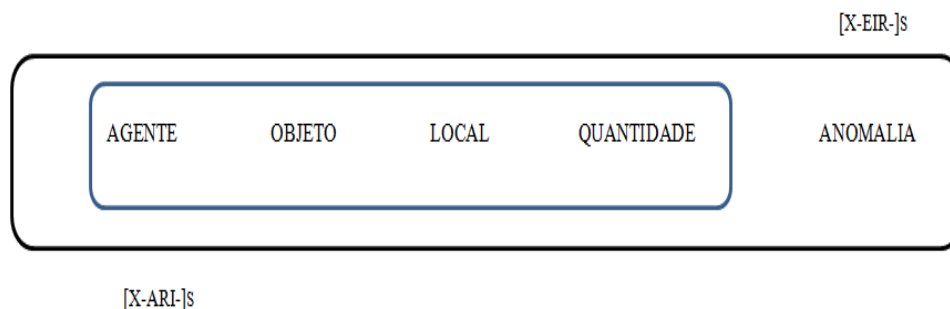 [X-EIR-]S
AGENTE OBJETO LOCAL QUANTIDADE ANOMALIA
[X-ARI-]S